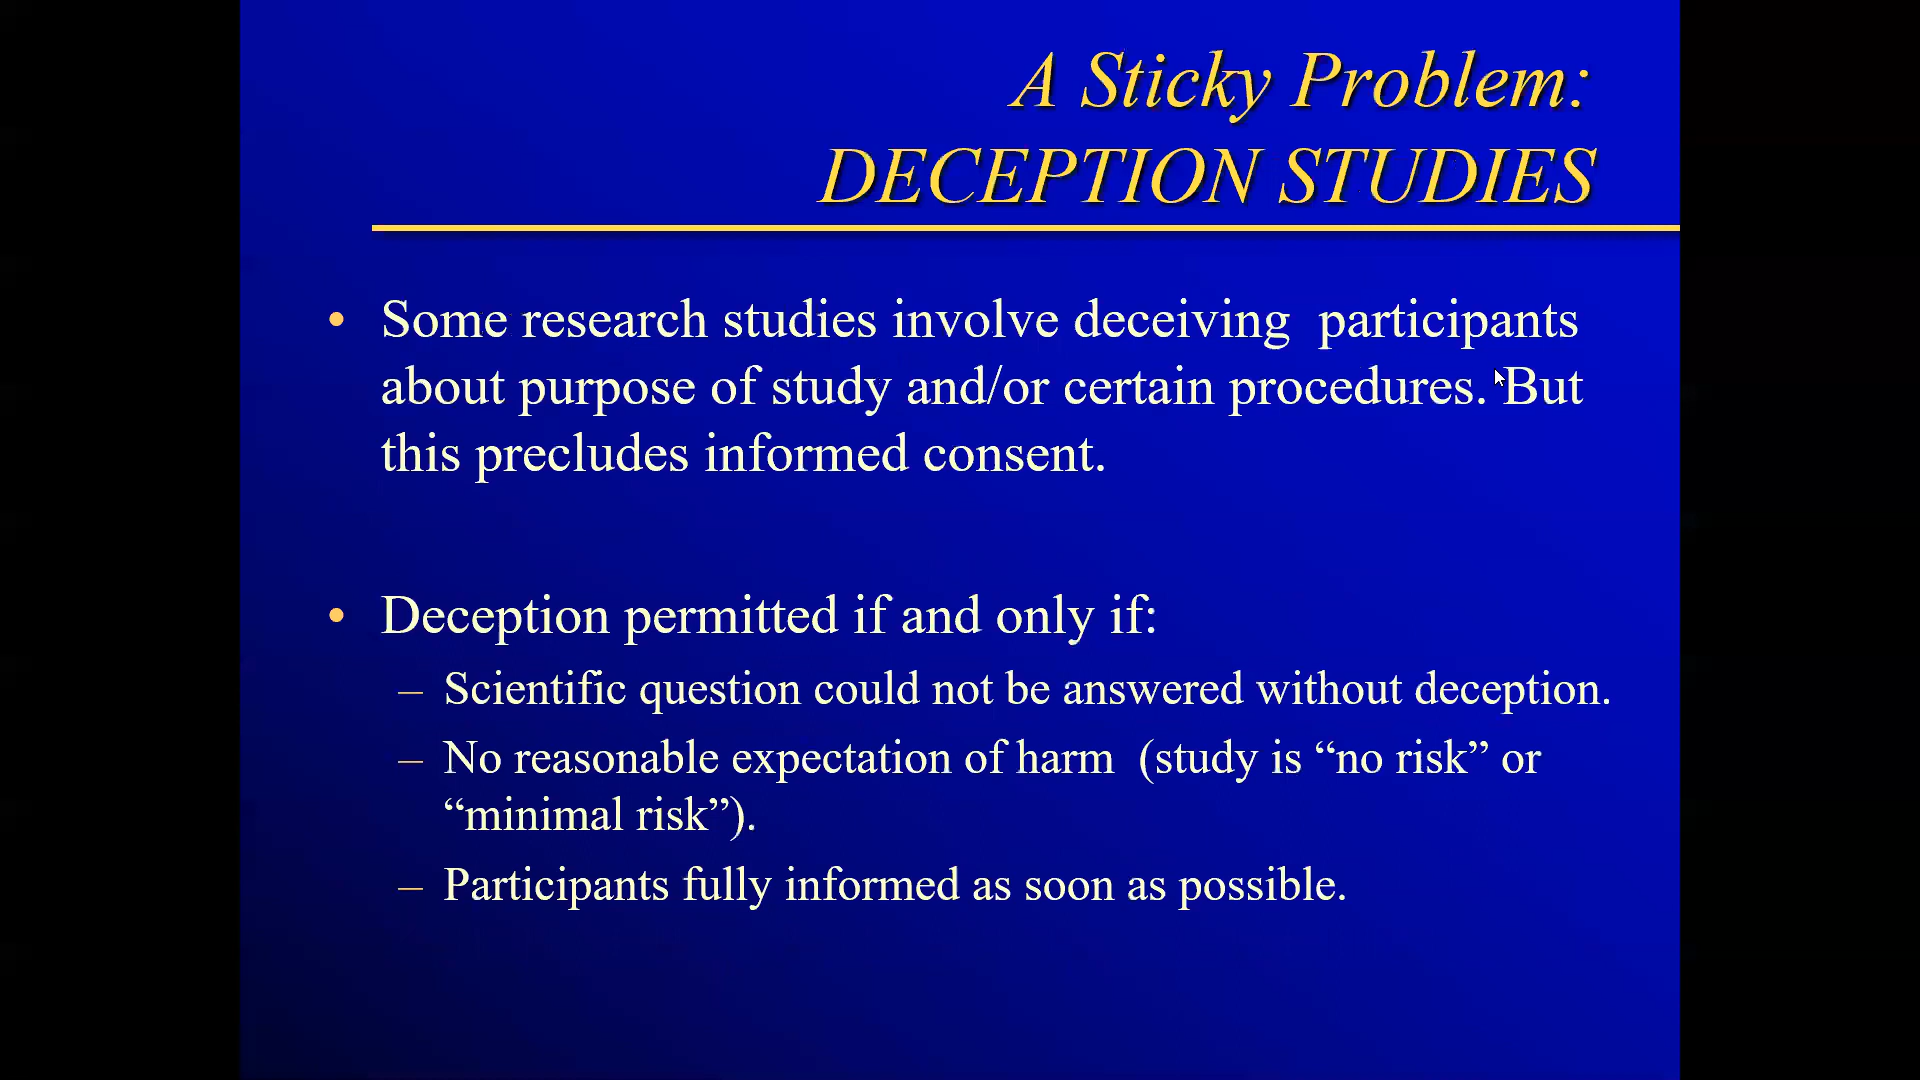 A Sticky Problem:
DECEPTION STUDIES
• Some research studies involve deceiving  participants
about purpose of study and/or certain procedures. But
this precludes informed consent.
• Deception permitted if and only if:
– Scientific question could not be answered without deception.
– No reasonable expectation of harm  (study is “no risk” or
“minimal risk”).
– Participants fully informed as soon as possible.